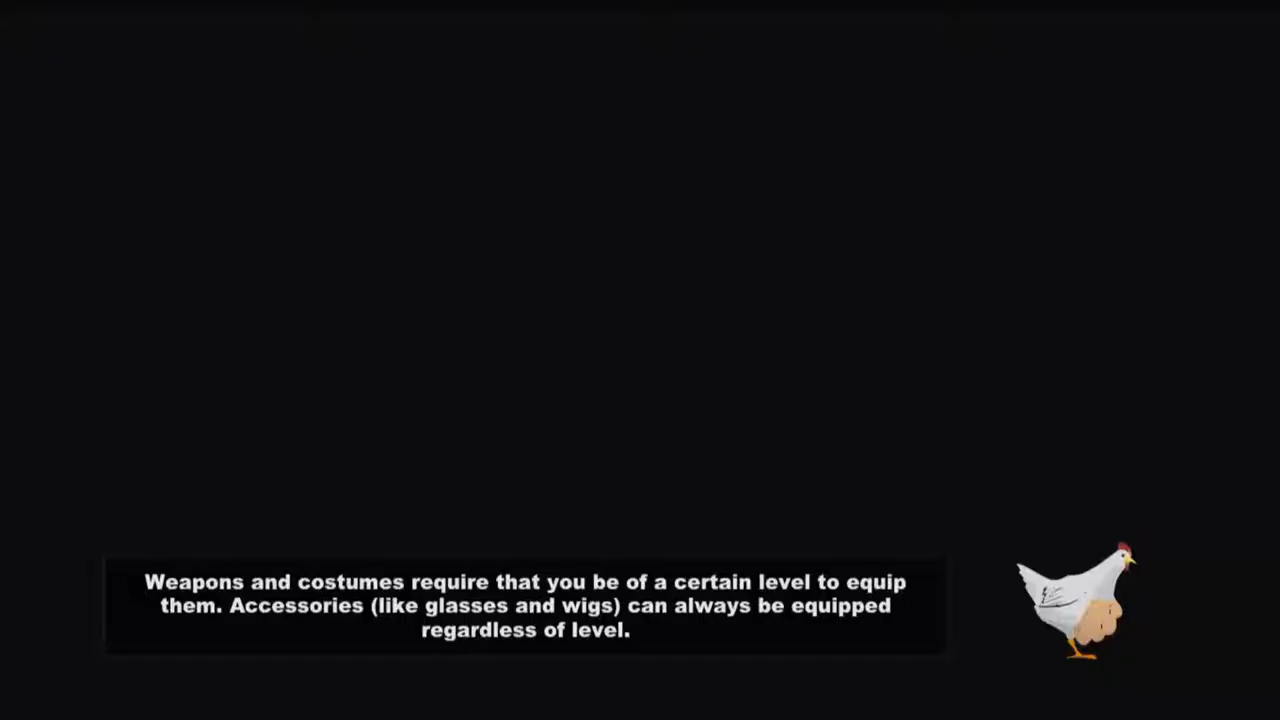 Weapons and costumes require that you be of a certain level to equip
them. Accessories (like glasses and wigs) can always be equipped
regardless of level.